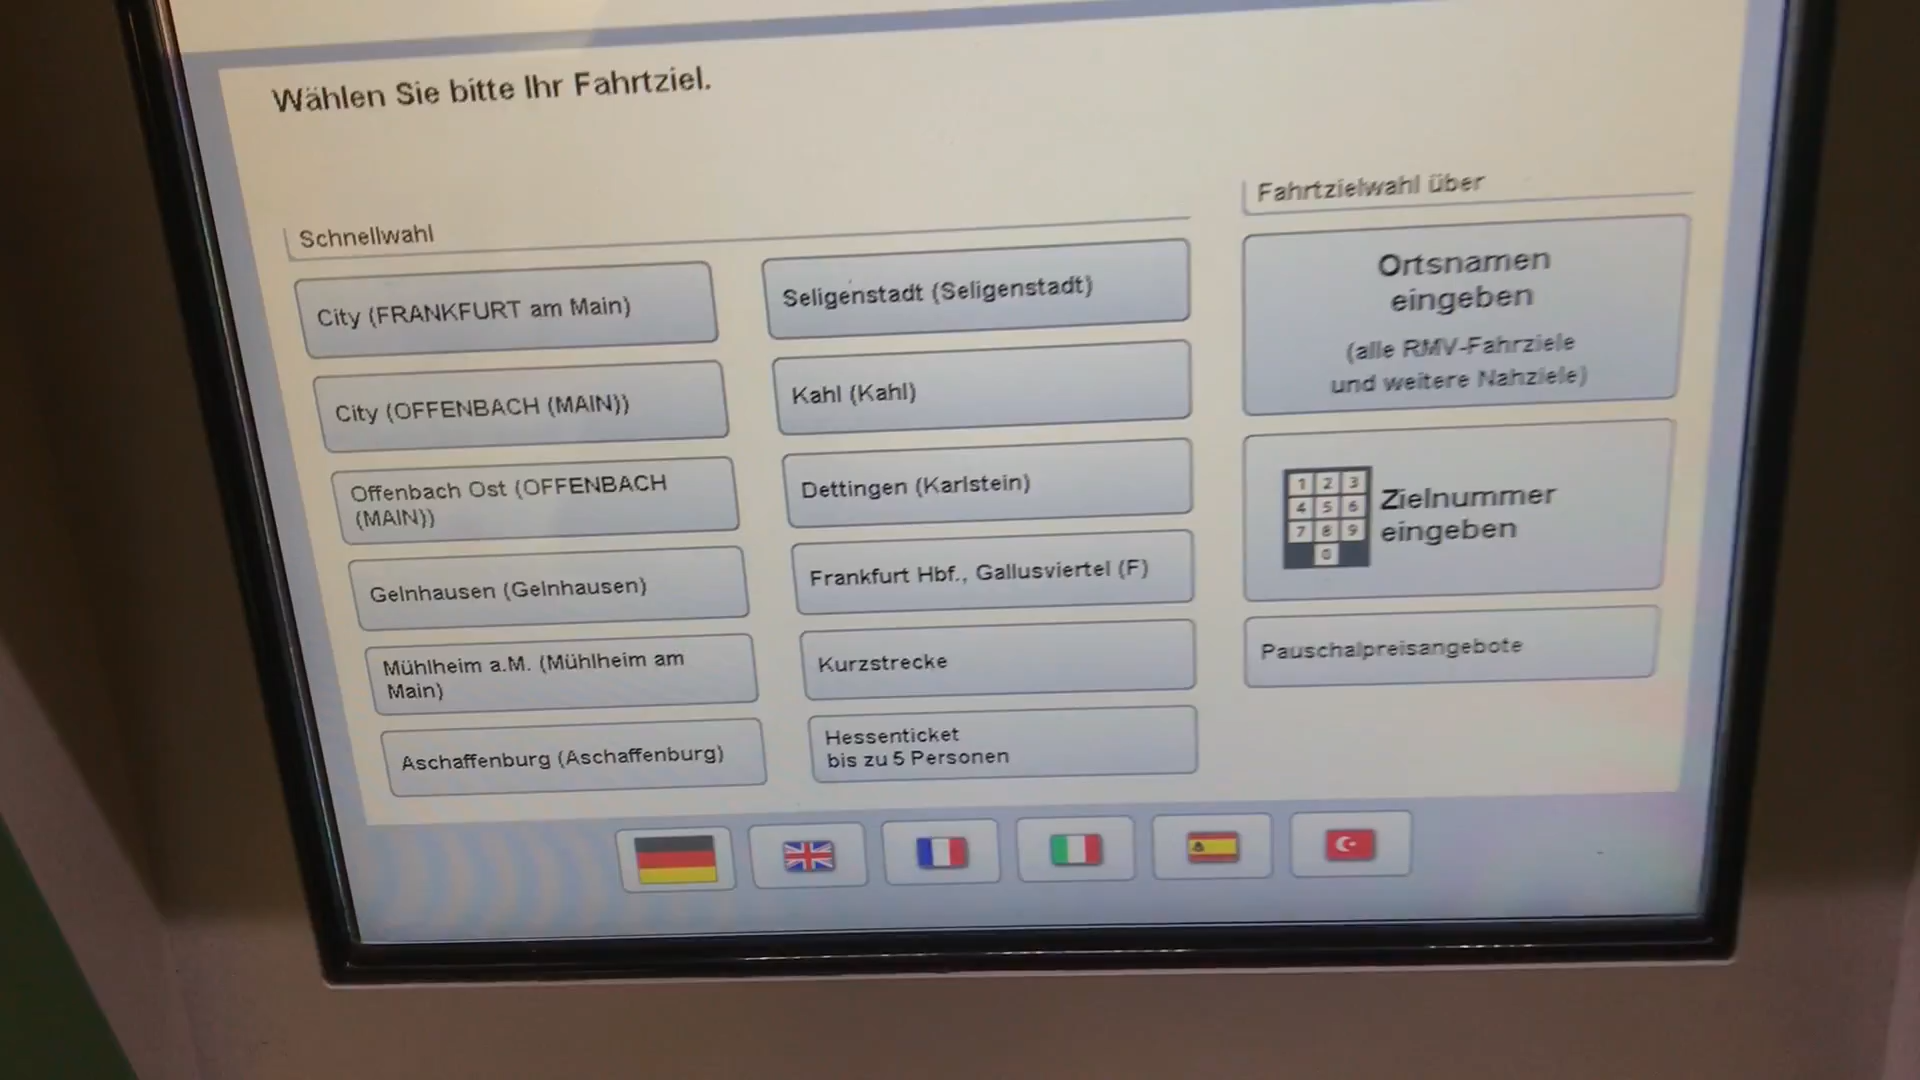 Wählen Sie bitte Ihr Fahrtziel.
Schnellwahl
City (FRANKFURT am Main)
City (OFFENBACH (MAIN))
Offenbach Ost (OFFENBACH
(MAIN))
Gelnhausen (Gelnhausen)
Mühlheim a.M. (Mühlheim am
Main)
Aschaffenburg (Aschaffenburg)
Seligenstadt (Seligenstadt)
Kahl (Kahl)
Dettingen (Karlstein)
Frankfurt Hbf., Gallusviertel (F)
Kurzstrecke
Hessenticket
bis zu 5 Personen
Fahrtzielwahl über
Ortsnamen
eingeben
(alle RMV-Fahrziele
und weitere Nahziele)
1 2 3
4 5 6
7 8 9
0
Zielnummer
eingeben
Pauschalpreisangebote